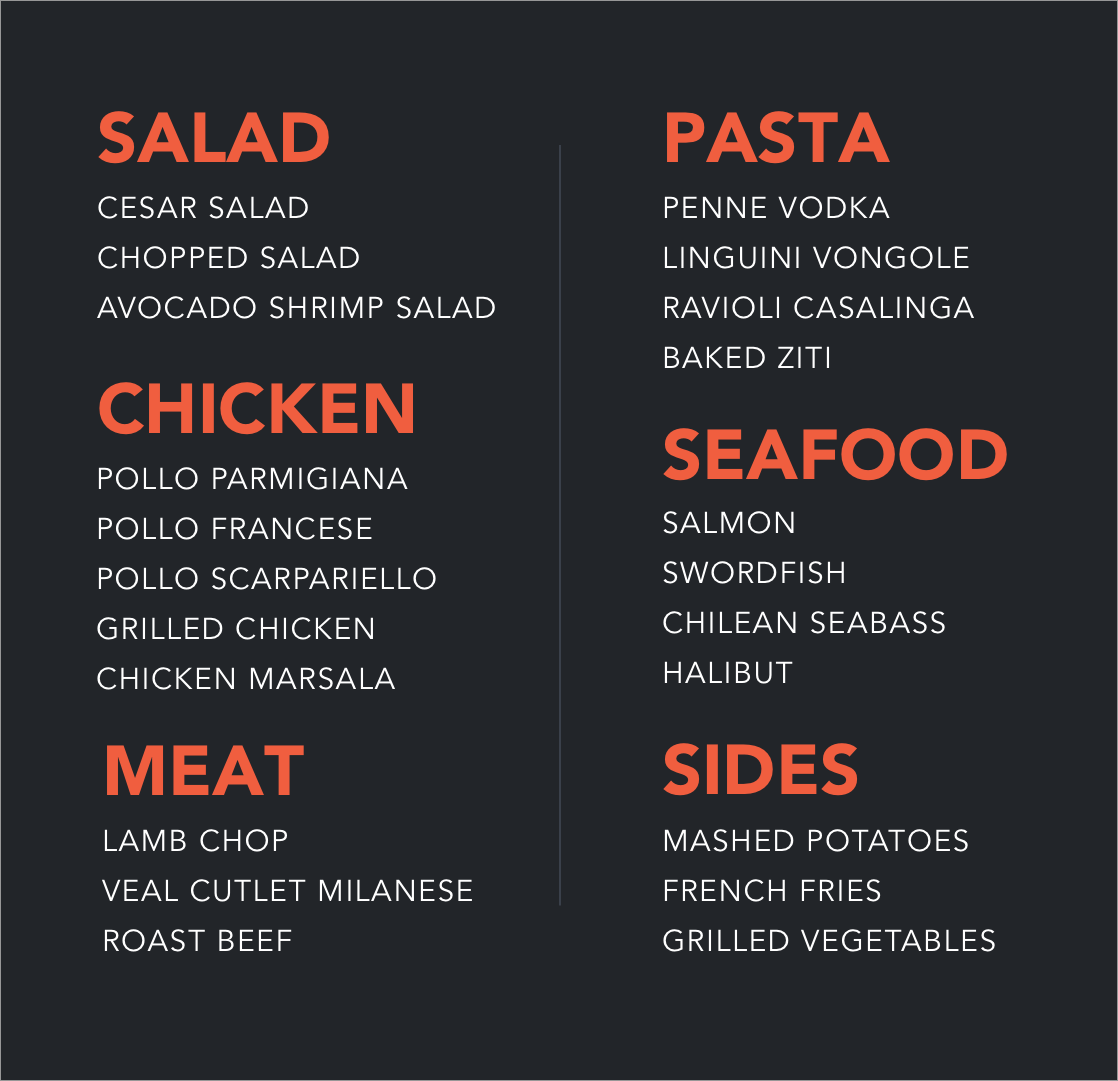 SALAD
CESAR SALAD
CHOPPED SALAD
AVOCADO SHRIMP SALAD
CHICKEN
POLLO PARMIGIANA
POLLO FRANCESE
POLLO SCARPARIELLO
GRILLED CHICKEN
CHICKEN MARSALA
MEAT
LAMB CHOP
VEAL CUTLET MILANESE
ROAST BEEF
PASTA
PENNE VODKA
LINGUINI VONGOLE
RAVIOLI CASALINGA
BAKED ZITI
SEAFOOD
SALMON
SWORDFISH
CHILEAN SEABASS
HALIBUT
SIDES
MASHED POTATOES
FRENCH FRIES
GRILLED VEGETABLES